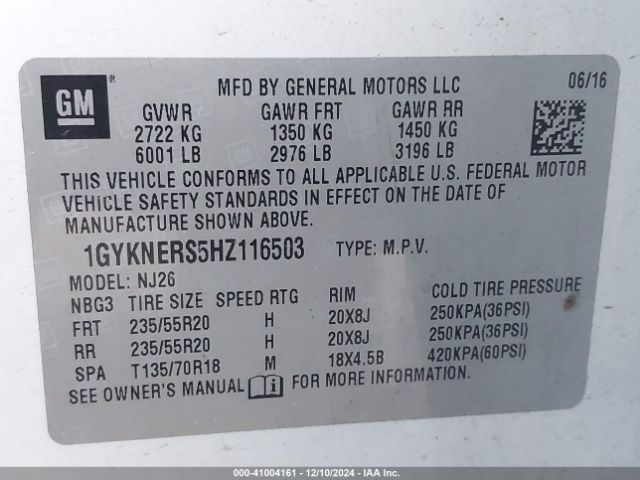 GM
MFD BY GENERAL MOTORS LLC 06/16
GVWR GAWR FRT GAWR RR
2722 KG 1350 KG 1450 KG
6001 LB 2976 LB 3196 LB
THIS VEHICLE CONFORMS TO ALL APPLICABLE U.S. FEDERAL MOTOR
VEHICLE SAFETY STANDARDS IN EFFECT ON THE DATE OF
MANUFACTURE SHOWN ABOVE.
1GYKNERS5HZ116503 TYPE: M.P.V.
MODEL: NJ26
NBG3 TIRE SIZE SPEED RTG RIM COLD TIRE PRESSURE
FRT 235/55R20 H 20X8J 250KPA(36PSI)
RR 235/55R20 H 20X8J 250KPA(36PSI)
SPA T135/70R18 M 18X4.5B 420KPA(60PSI)
SEE OWNER'S MANUAL FOR MORE INFORMATION.
000-41004161 - 12/10/2024 - IAA Inc.